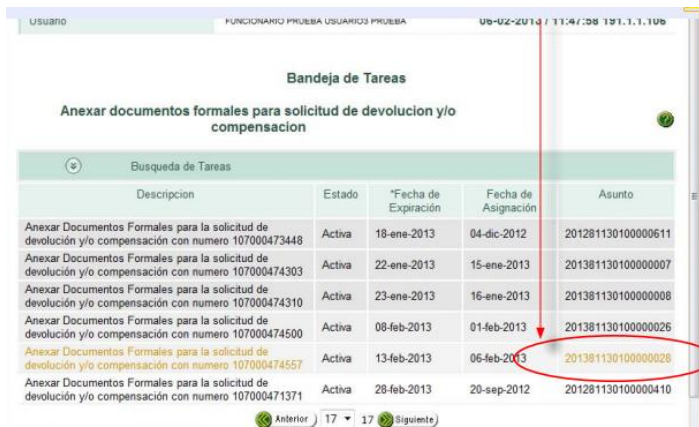 Usuario FUNCIONARIO PRUEBA USUARIO3 PRUEBA 06-02-2013 / 11:47:58 191.1.1.106
Bandeja de Tareas
Anexar documentos formales para solicitud de devolucion y/o
compensacion
Busqueda de Tareas
Descripcion Estado *Fecha de Expiración Fecha de Asignación Asunto
Anexar Documentos Formales para la solicitud de
devolución y/o compensación con numero 107000473448 Activa 18-ene-2013 04-dic-2012 201281130100000611
Anexar Documentos Formales para la solicitud de
devolución y/o compensación con numero 107000474303 Activa 22-ene-2013 15-ene-2013 201381130100000007
Anexar Documentos Formales para la solicitud de
devolución y/o compensación con numero 107000474310 Activa 23-ene-2013 16-ene-2013 201381130100000008
Anexar Documentos Formales para la solicitud de
devolución y/o compensación con numero 107000474500 Activa 08-feb-2013 01-feb-2013 201381130100000026
Anexar Documentos Formales para la solicitud de
devolución y/o compensación con numero 107000474557 Activa 13-feb-2013 06-feb-2013 201381130100000028
Anexar Documentos Formales para la solicitud de
devolución y/o compensación con numero 107000471371 Activa 28-feb-2013 20-sep-2012 201281130100000410
Anterior 17 17 Siguiente